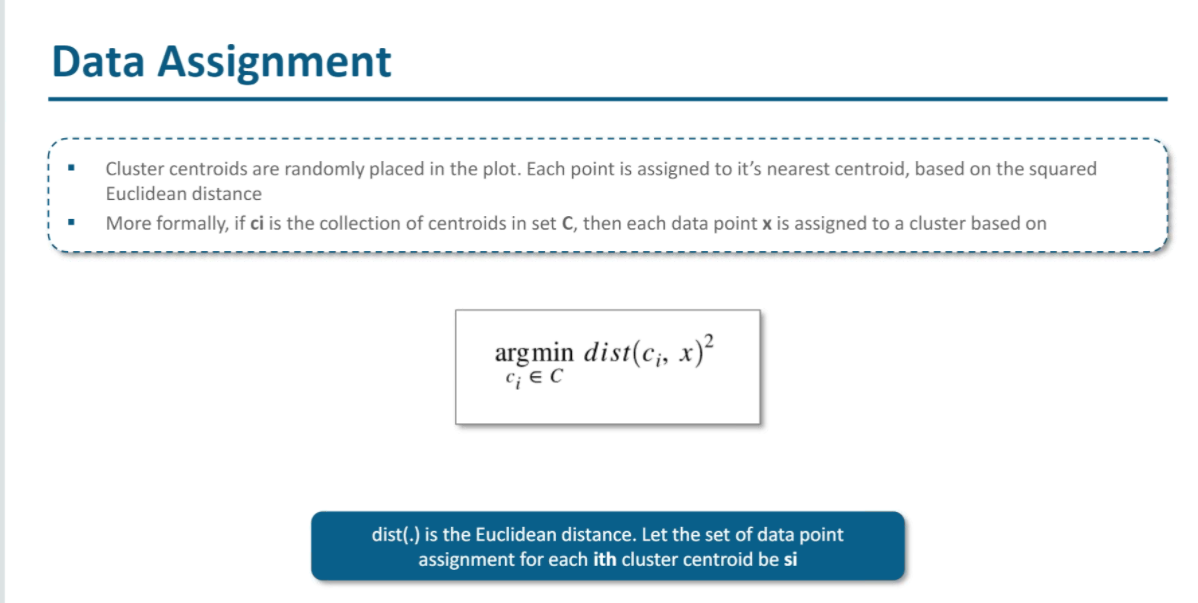 Data Assignment
▪ Cluster centroids are randomly placed in the plot. Each point is assigned to it’s nearest centroid, based on the squared
Euclidean distance
▪ More formally, if ci is the collection of centroids in set C, then each data point x is assigned to a cluster based on
argmin dist(cᵢ, x)²
cᵢ ∈ C
dist(.) is the Euclidean distance. Let the set of data point
assignment for each ith cluster centroid be si